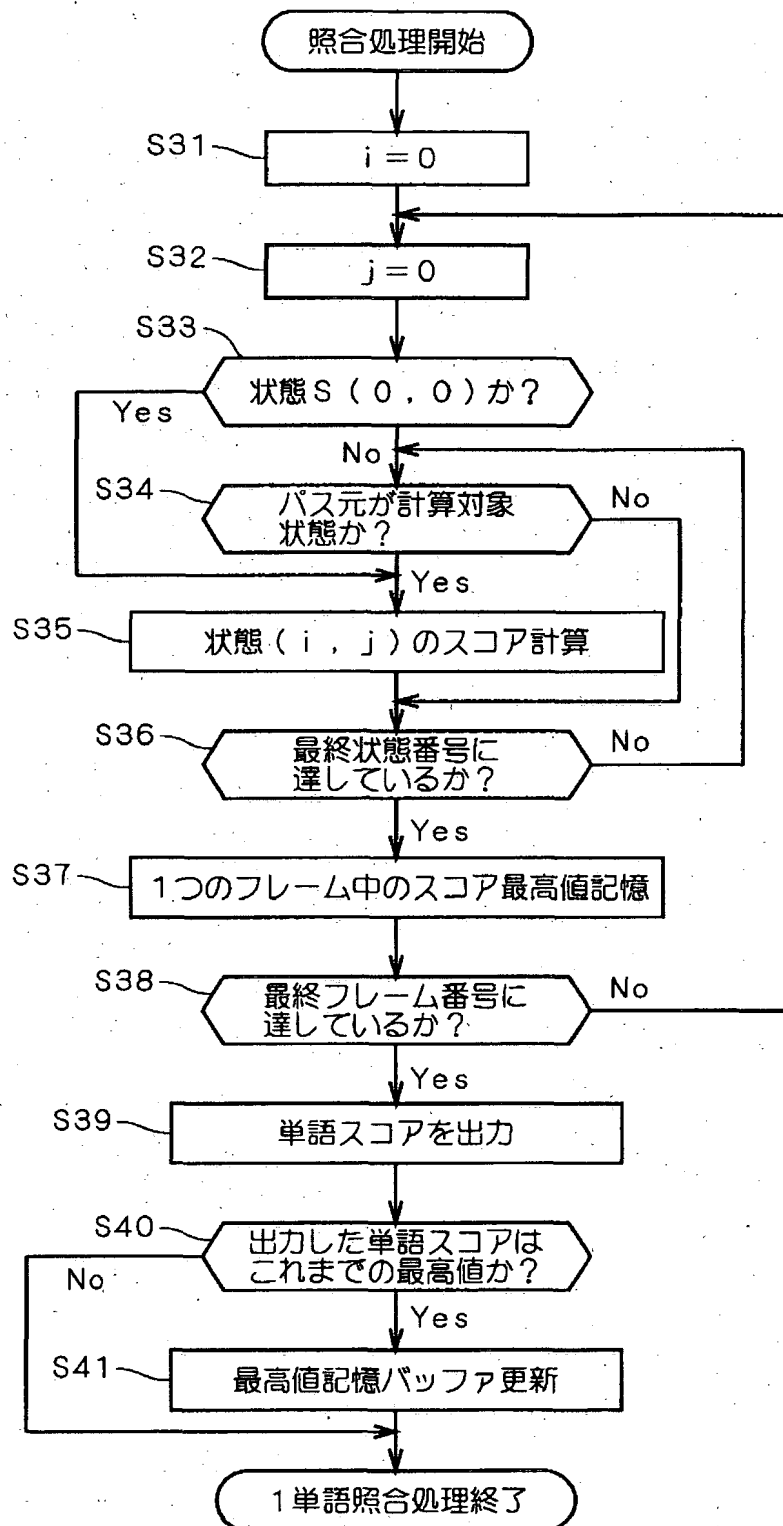 照合処理開始
S31
i=0
S32
j=0
S33
状態S(0,0)か?
Yes
No
S34
パス元が計算対象
状態か?
No
Yes
S35
状態(i,j)のスコア計算
S36
最終状態番号に
達しているか?
No
Yes
S37
1つのフレーム中のスコア最高値記憶
S38
最終フレーム番号に
達しているか?
No
Yes
S39
単語スコアを出力
S40
出力した単語スコアは
これまでの最高値か?
No
Yes
S41
最高値記憶バッファ更新
1単語照合処理終了